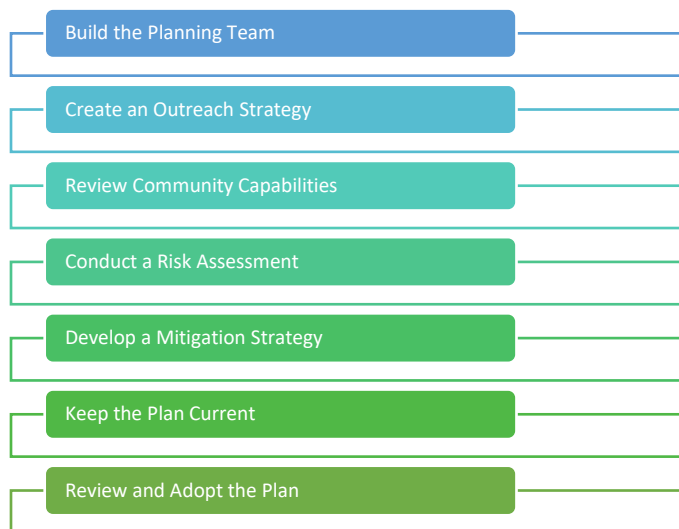 Build the Planning Team
Create an Outreach Strategy
Review Community Capabilities
Conduct a Risk Assessment
Develop a Mitigation Strategy
Keep the Plan Current
Review and Adopt the Plan